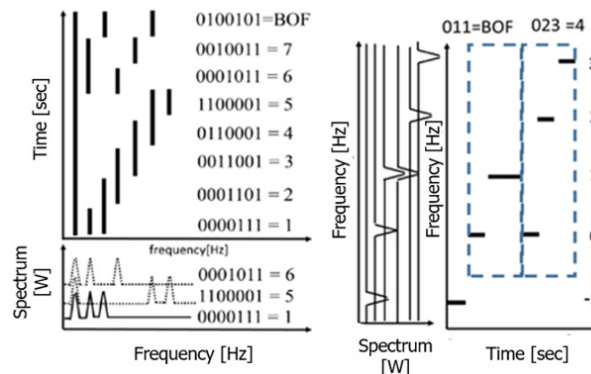 Time [sec]
0100101=BOF
0010011 = 7
0001011 = 6
1100001 = 5
0110001 = 4
0011001 = 3
0001101 = 2
0000111 = 1
frequency[Hz]
Spectrum
[W]
0001011 = 6
1100001 = 5
0000111 = 1
Frequency [Hz]
Frequency [Hz]
Spectrum
[W]
011=BOF 023 =4
Frequency [Hz]
Time [sec]